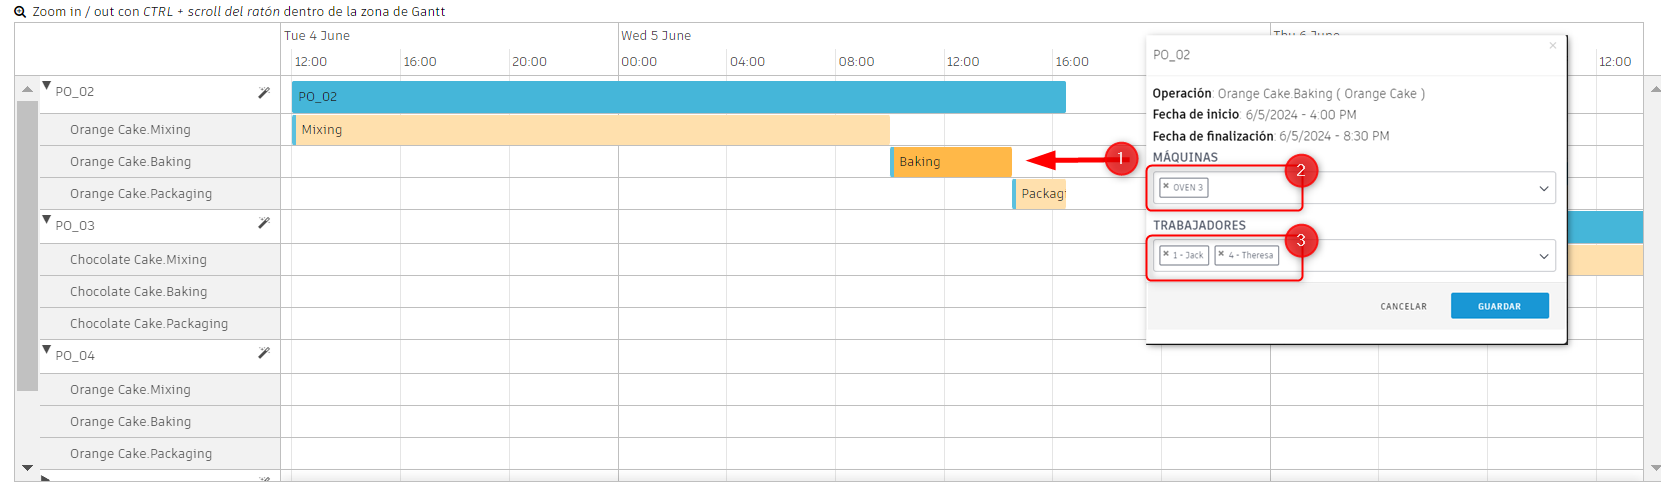 Zoom in / out con CTRL + scroll del ratón dentro de la zona de Gantt
Tue 4 June
Wed 5 June
Thu 6 June
12:00
16:00
20:00
00:00
04:00
08:00
12:00
16:00
12:00
PO_02
PO_02
Orange Cake.Mixing
Mixing
Orange Cake.Baking
Baking
1
Orange Cake.Packaging
Packag
PO_03
Chocolate Cake.Mixing
Chocolate Cake.Baking
Chocolate Cake.Packaging
PO_04
Orange Cake.Mixing
Orange Cake.Baking
Orange Cake.Packaging
PO_02
×
Operación: Orange Cake.Baking ( Orange Cake )
Fecha de inicio: 6/5/2024 - 4:00 PM
Fecha de finalización: 6/5/2024 - 8:30 PM
MÁQUINAS
2
× OVEN 3
TRABAJADORES
3
× 1 - Jack × 4 - Theresa
CANCELAR GUARDAR